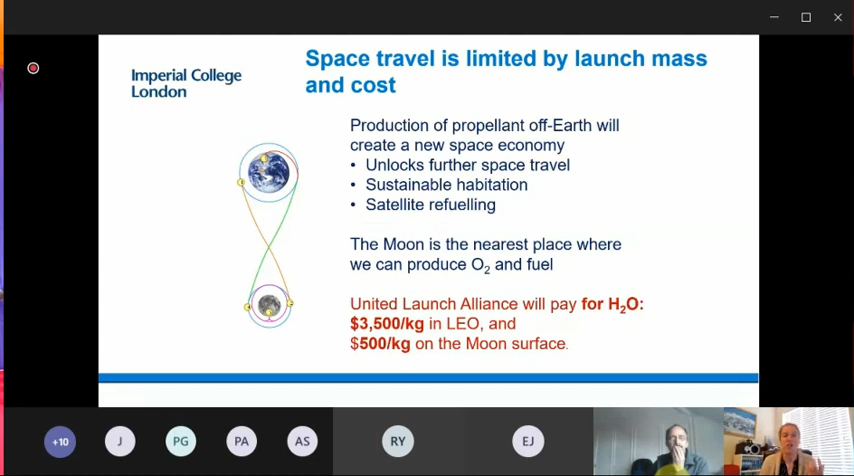 Space travel is limited by launch mass
and cost
Imperial College
London
Production of propellant off-Earth will
create a new space economy
• Unlocks further space travel
• Sustainable habitation
• Satellite refuelling
The Moon is the nearest place where
we can produce O₂ and fuel
United Launch Alliance will pay for H₂O:
$3,500/kg in LEO, and
$500/kg on the Moon surface.
+10
J
PG
PA
AS
RY
EJ